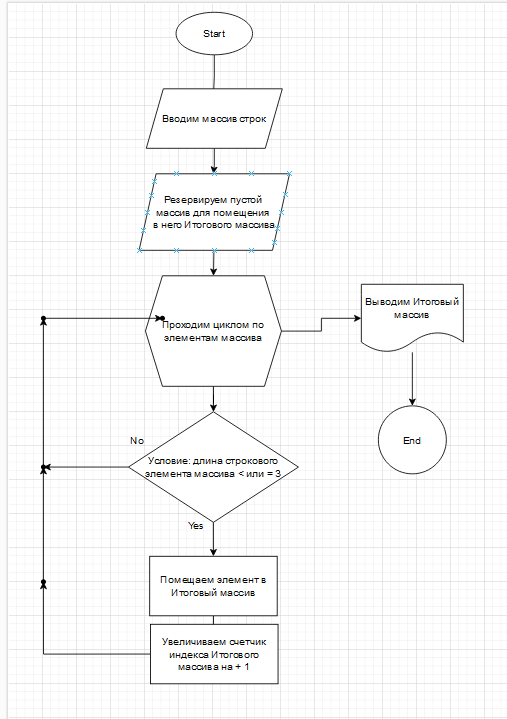 Start
Вводим массив строк
Резервируем пустой
массив для помещения
в него Итогового массива
Проходим циклом по
элементам массива
Выводим Итоговый
массив
End
No
Условие: длина строкового
элемента массива < или = 3
Yes
Помещаем элемент в
Итоговый массив
Увеличиваем счетчик
индекса Итогового
массива на + 1